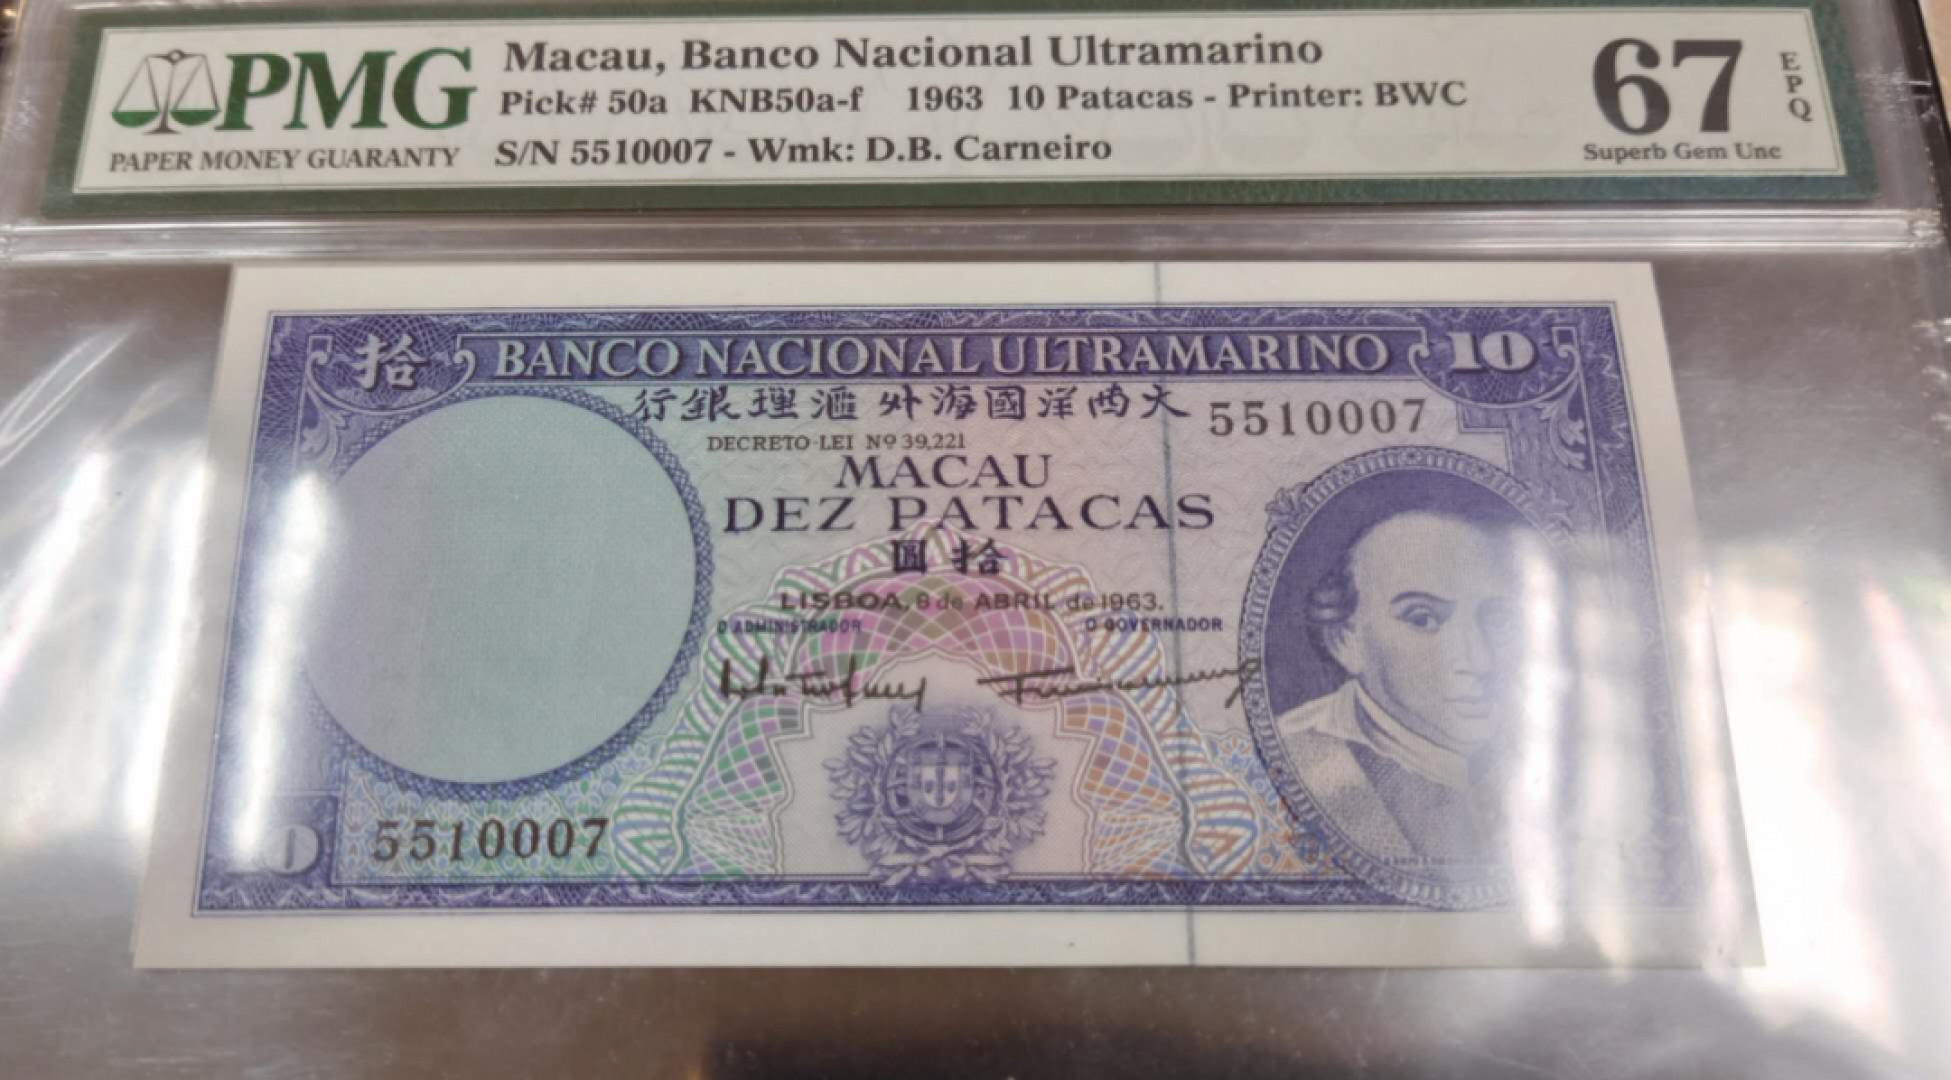 PMG
PAPER MONEY GUARANTY
Macau, Banco Nacional Ultramarino
Pick# 50a KNB50a-f 1963 10 Patacas - Printer: BWC
S/N 5510007 - Wmk: D.B. Carneiro
67
EPQ
Superb Gem Unc
拾 BANCO NACIONAL ULTRAMARINO 10
行銀理滙外海國洋西大
5510007
DECRETO-LEI Nº 39,221
MACAU
DEZ PATACAS
圓拾
LISBOA, 8 de ABRIL de 1963.
O ADMINISTRADOR O GOVERNADOR
5510007